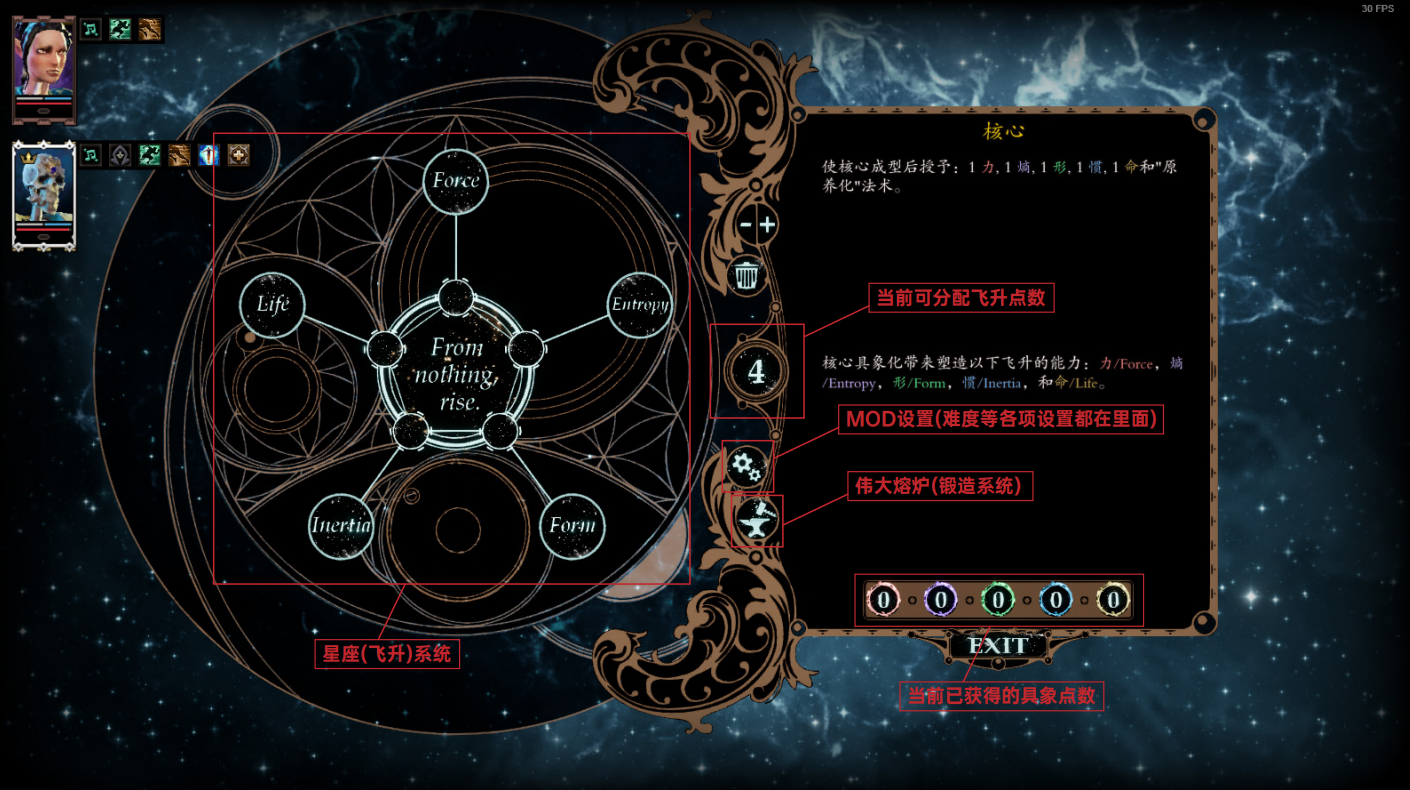 30 FPS
核心
使核心成型后授予：1 力, 1 熵, 1 形, 1 惯, 1 命和"原
养化"法术。
Force
Life
Entropy
From
nothing,
rise.
Inertia
Form
- +
当前可分配飞升点数
4
核心具象化带来塑造以下飞升的能力：力/Force，熵
/Entropy，形/Form，惯/Inertia，和命/Life。
MOD设置(难度等各项设置都在里面)
伟大熔炉(锻造系统)
0 0 0 0 0
EXIT
星座(飞升)系统
当前已获得的具象点数